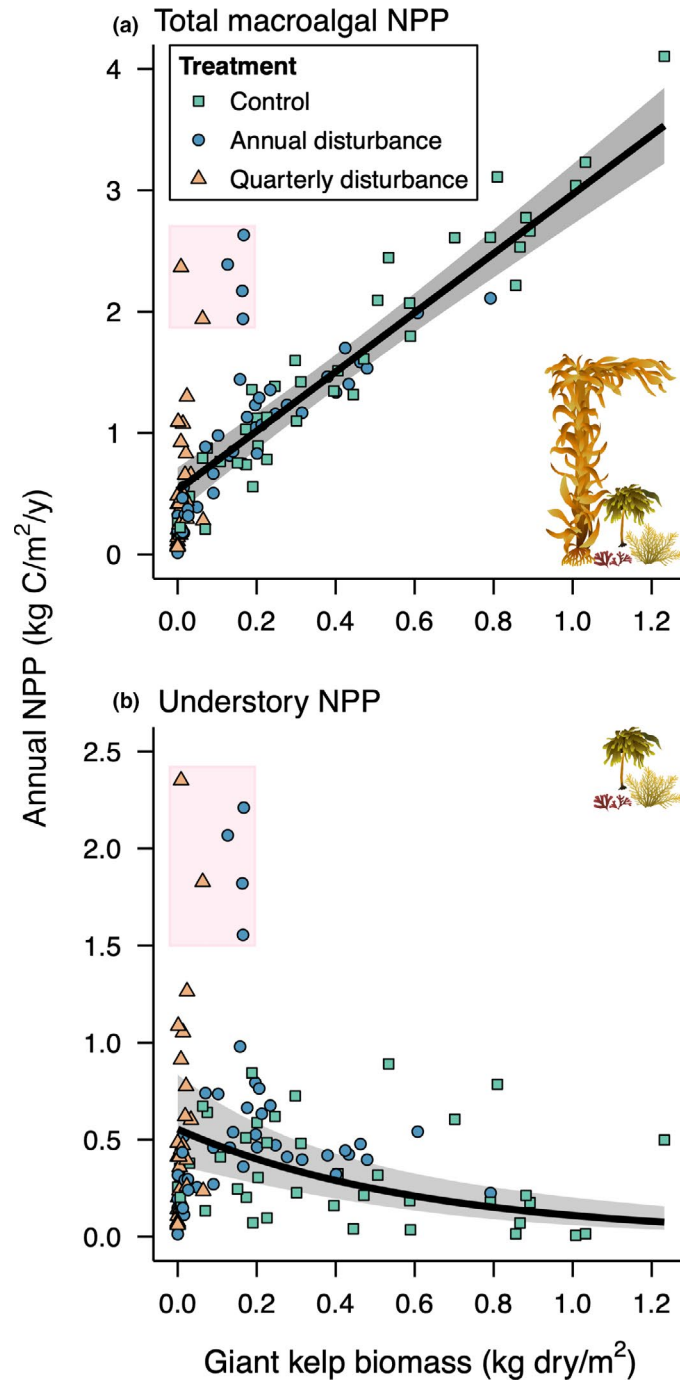 (a) Total macroalgal NPP
Treatment
Control
Annual disturbance
Quarterly disturbance
4
3
2
1
0
0.0 0.2 0.4 0.6 0.8 1.0 1.2
Annual NPP (kg C/m²/y)
(b) Understory NPP
2.5
2.0
1.5
1.0
0.5
0.0
0.0 0.2 0.4 0.6 0.8 1.0 1.2
Giant kelp biomass (kg dry/m²)